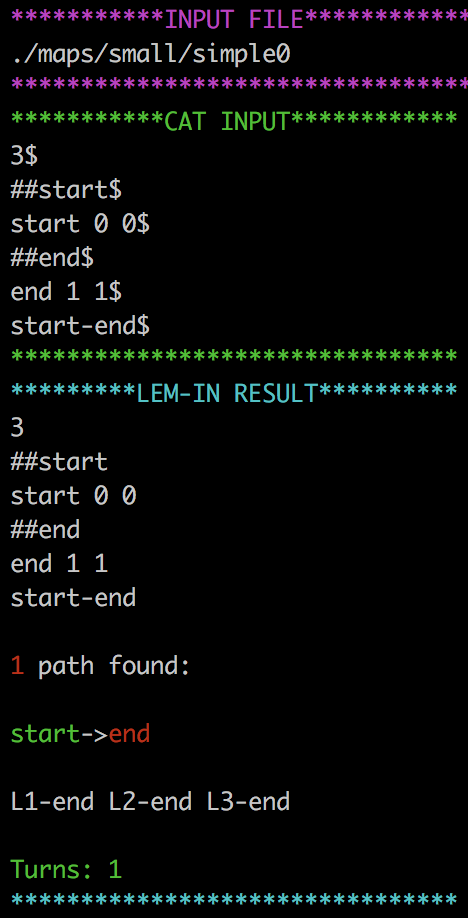 ***********INPUT FILE************
./maps/small/simple0
*********************************
***********CAT INPUT************
3$
##start$
start 0 0$
##end$
end 1 1$
start-end$
********************************
*********LEM-IN RESULT**********
3
##start
start 0 0
##end
end 1 1
start-end
1 path found:
start->end
L1-end L2-end L3-end
Turns: 1
********************************